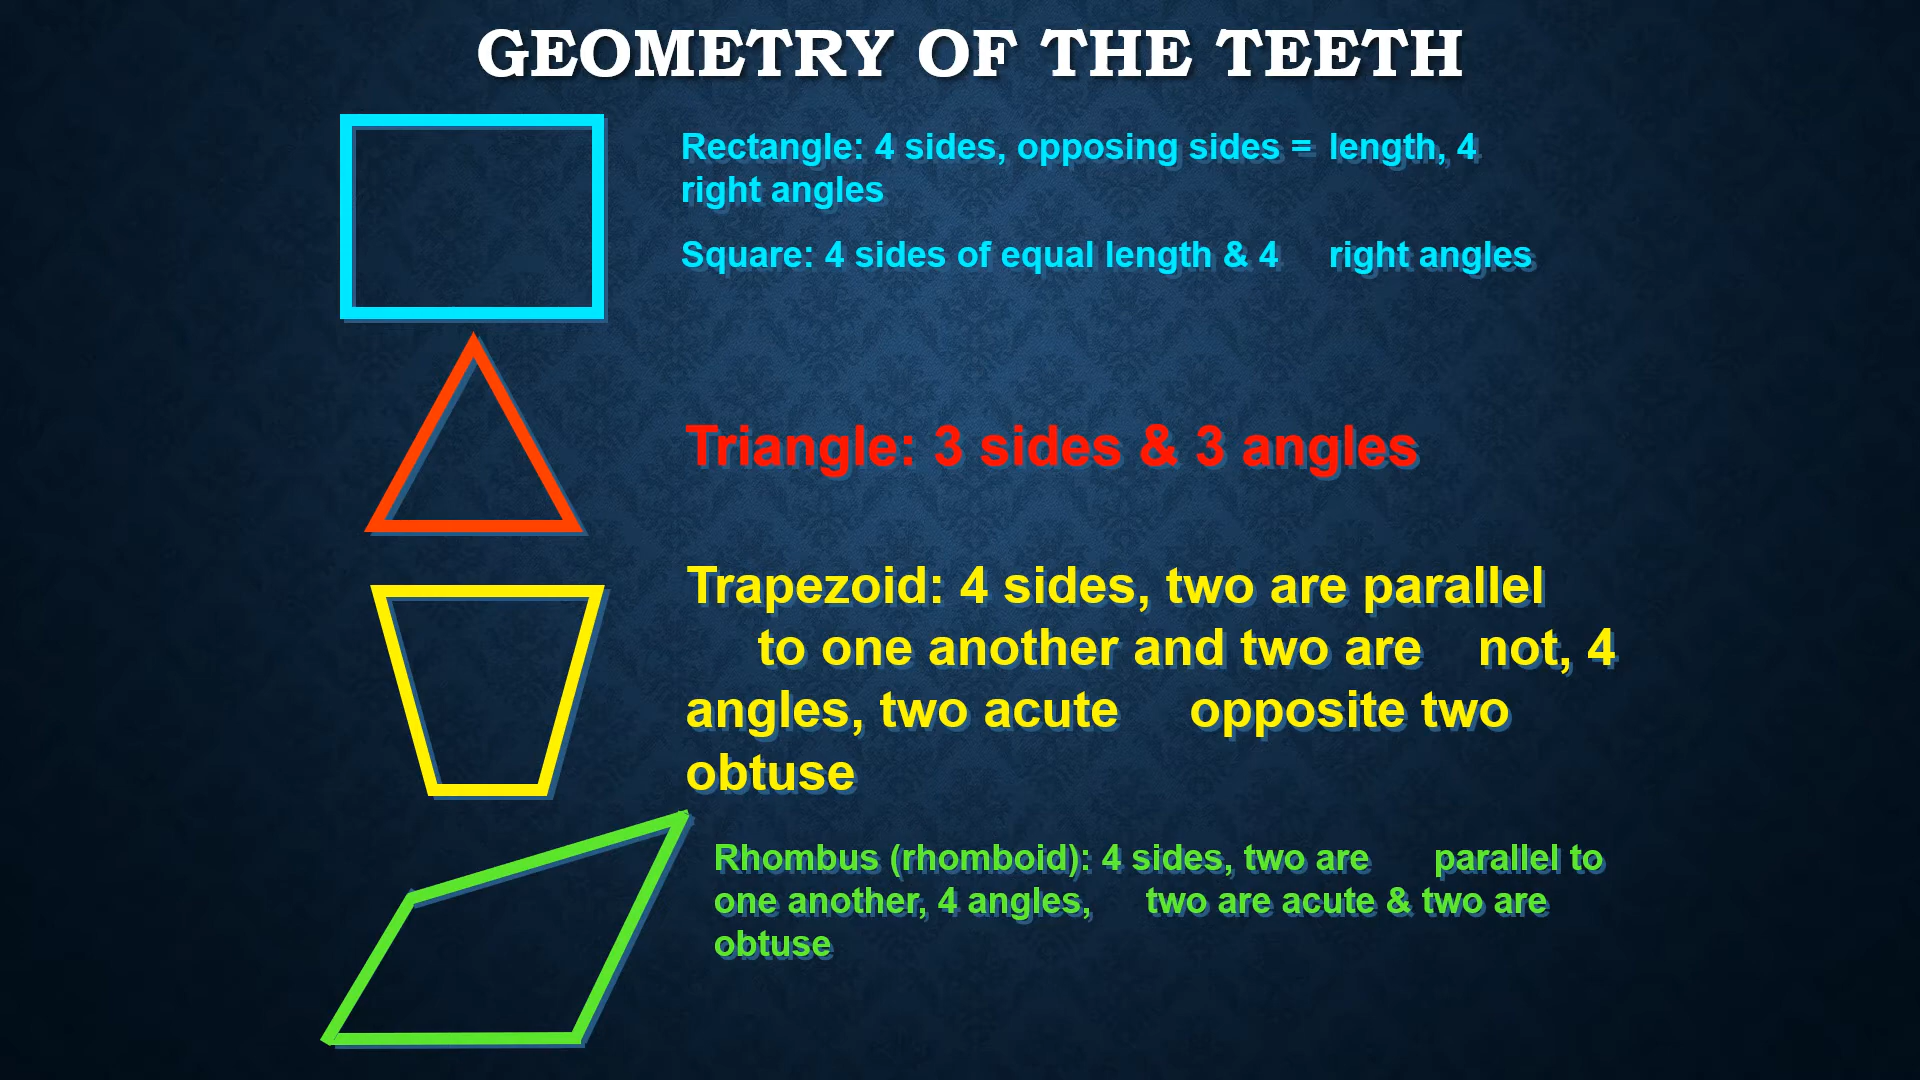 GEOMETRY OF THE TEETH
Rectangle: 4 sides, opposing sides = length, 4
right angles
Square: 4 sides of equal length & 4 right angles
Triangle: 3 sides & 3 angles
Trapezoid: 4 sides, two are parallel
to one another and two are not, 4
angles, two acute opposite two
obtuse
Rhombus (rhomboid): 4 sides, two are parallel to
one another, 4 angles, two are acute & two are
obtuse